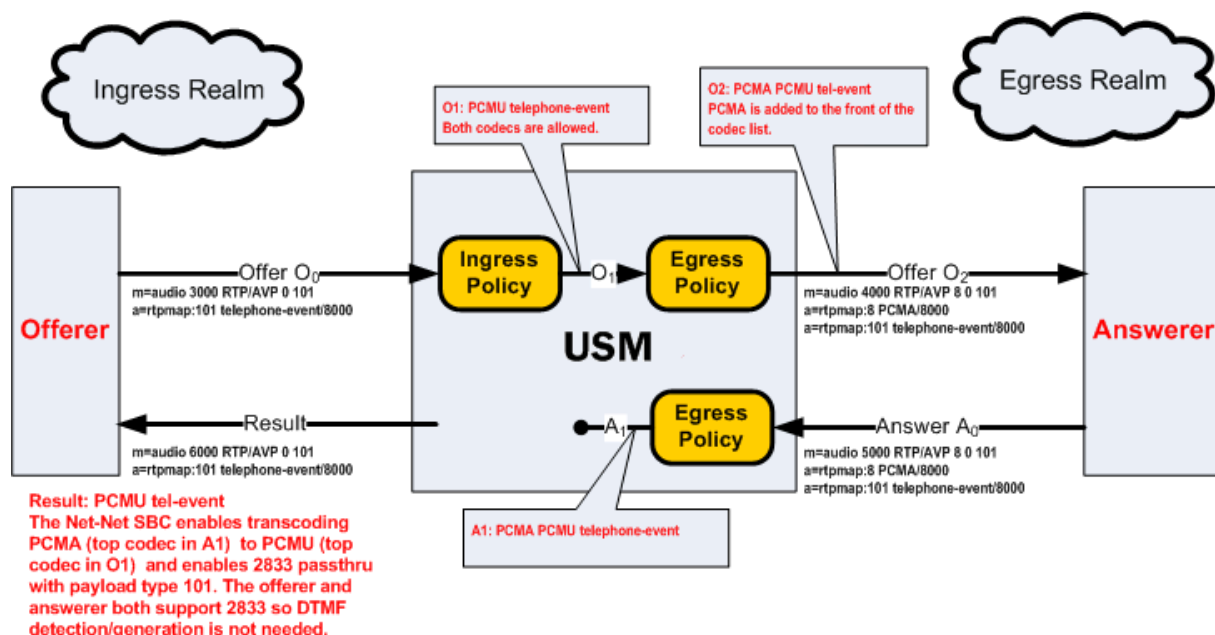 Ingress Realm
Egress Realm
O1: PCMU telephone-event
Both codecs are allowed.
O2: PCMA PCMU tel-event
PCMA is added to the front of the
codec list.
Offerer
Offer O0
m=audio 3000 RTP/AVP 0 101
a=rtpmap:101 telephone-event/8000
Ingress
Policy
O1
Egress
Policy
Offer O2
m=audio 4000 RTP/AVP 8 0 101
a=rtpmap:8 PCMA/8000
a=rtpmap:101 telephone-event/8000
Answerer
USM
Result
m=audio 6000 RTP/AVP 0 101
a=rtpmap:101 telephone-event/8000
A1
Egress
Policy
Answer A0
m=audio 5000 RTP/AVP 8 0 101
a=rtpmap:8 PCMA/8000
a=rtpmap:101 telephone-event/8000
A1: PCMA PCMU telephone-event
Result: PCMU tel-event
The Net-Net SBC enables transcoding
PCMA (top codec in A1) to PCMU (top
codec in O1) and enables 2833 passthru
with payload type 101. The offerer and
answerer both support 2833 so DTMF
detection/generation is not needed.